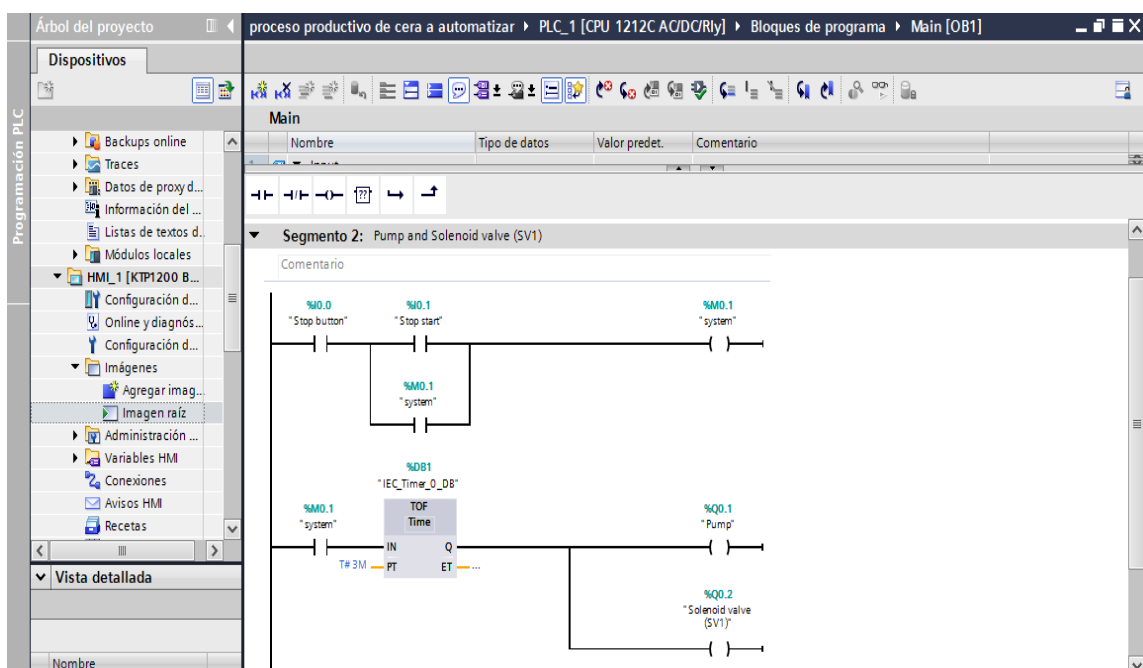 Árbol del proyecto
proceso productivo de cera a automatizar ▸ PLC_1 [CPU 1212C AC/DC/Rly] ▸ Bloques de programa ▸ Main [OB1]
Dispositivos
Programación PLC
Backups online
Traces
Datos de proxy d...
Información del ...
Listas de textos d..
Módulos locales
HMI_1 [KTP1200 B...
Configuración d...
Online y diagnós...
Configuración d...
Imágenes
Agregar imag..
Imagen raíz
Administración ...
Variables HMI
Conexiones
Avisos HMI
Recetas
Vista detallada
Nombre
Main
Nombre Tipo de datos Valor predet. Comentario
??
Segmento 2: Pump and Solenoid valve (SV1)
Comentario
%I0.0 %I0.1 %M0.1
"Stop button" "Stop start" "system"
%M0.1
"system"
%DB1
"IEC_Timer_0_DB"
%M0.1 TOF %Q0.1
"system" Time "Pump"
IN Q
T# 3M PT ET ...
%Q0.2
"Solenoid valve
(SV1)"